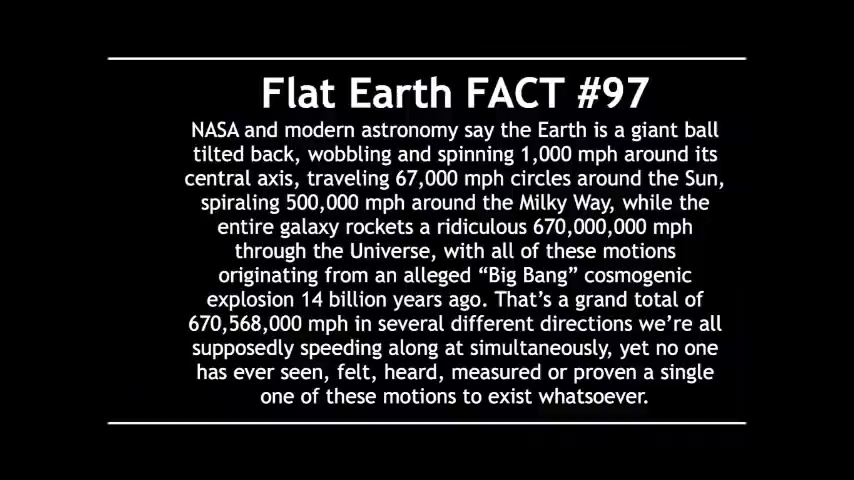 Flat Earth FACT #97
NASA and modern astronomy say the Earth is a giant ball
tilted back, wobbling and spinning 1,000 mph around its
central axis, traveling 67,000 mph circles around the Sun,
spiraling 500,000 mph around the Milky Way, while the
entire galaxy rockets a ridiculous 670,000,000 mph
through the Universe, with all of these motions
originating from an alleged “Big Bang” cosmogenic
explosion 14 billion years ago. That’s a grand total of
670,568,000 mph in several different directions we’re all
supposedly speeding along at simultaneously, yet no one
has ever seen, felt, heard, measured or proven a single
one of these motions to exist whatsoever.